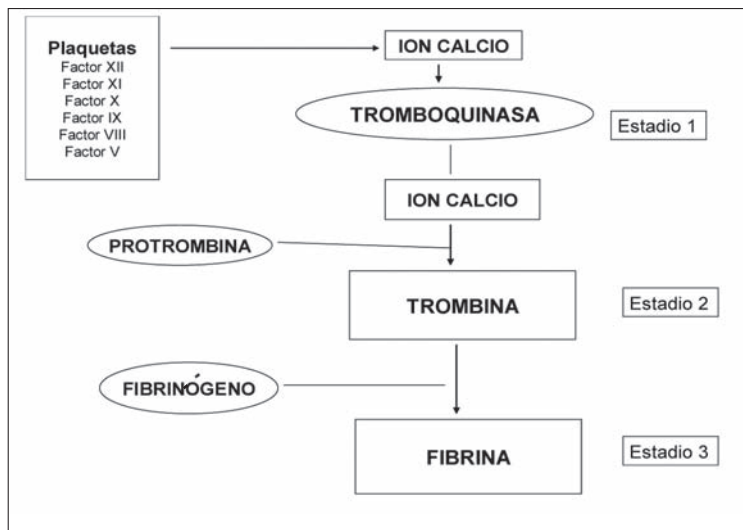 Plaquetas
Factor XII
Factor XI
Factor X
Factor IX
Factor VIII
Factor V
ION CALCIO
TROMBOQUINASA
Estadio 1
ION CALCIO
PROTROMBINA
TROMBINA
Estadio 2
FIBRINÓGENO
FIBRINA
Estadio 3